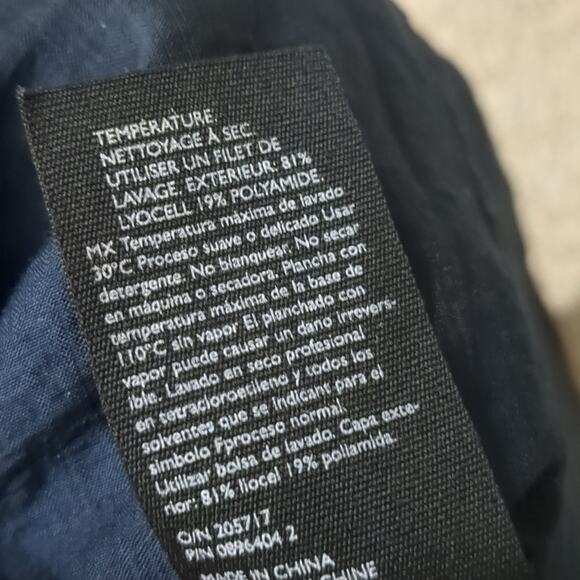 TEMPÉRATURE.
NETTOYAGE À SEC.
UTILISER UN FILET DE
LAVAGE. EXTERIEUR: 81%
LYOCELL 19% POLYAMIDE.
MX Temperatura máxima de lavado
30°C Proceso suave o delicado Usar
detergente. No blanquear. No secar
en máquina o secadora. Plancha con
temperatura máxima de la base de
110°C sin vapor El planchado con
vapor puede causar un dano irrevers-
ible. Lavado en seco profesional
en tetracloroetileno y todos los
solventes que se indican para el
símbolo Fproceso normal.
Utilizar bolsa de lavado. Capa exte-
rior: 81% liocel 19% poliamida.
O/N 205717
P/N 0896404 2
MADE IN CHINA
CHINE